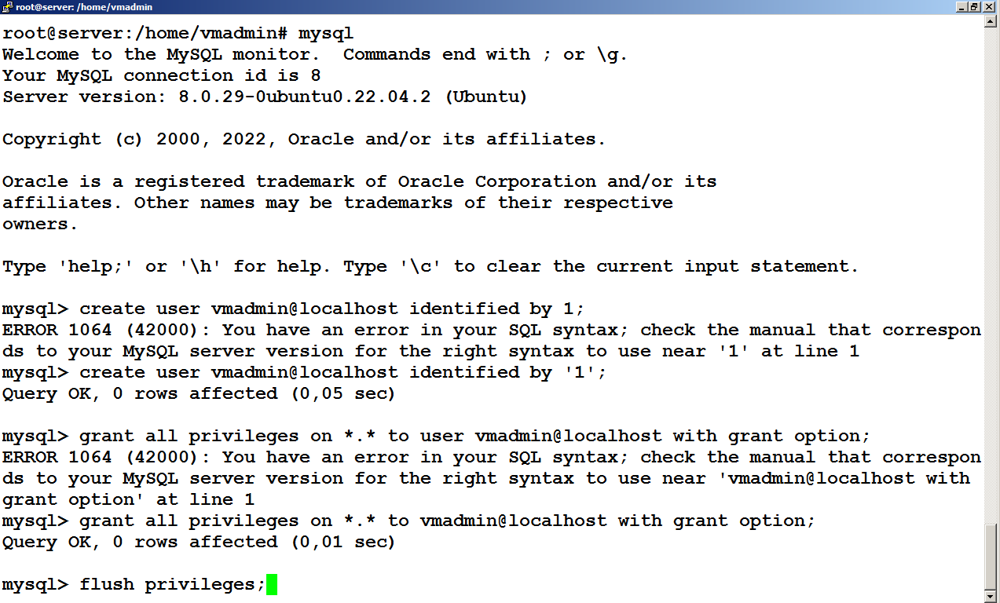 root@server: /home/vmadmin
root@server:/home/vmadmin# mysql
Welcome to the MySQL monitor.  Commands end with ; or \g.
Your MySQL connection id is 8
Server version: 8.0.29-0ubuntu0.22.04.2 (Ubuntu)
Copyright (c) 2000, 2022, Oracle and/or its affiliates.
Oracle is a registered trademark of Oracle Corporation and/or its
affiliates. Other names may be trademarks of their respective
owners.
Type 'help;' or '\h' for help. Type '\c' to clear the current input statement.
mysql> create user vmadmin@localhost identified by 1;
ERROR 1064 (42000): You have an error in your SQL syntax; check the manual that correspon
ds to your MySQL server version for the right syntax to use near '1' at line 1
mysql> create user vmadmin@localhost identified by '1';
Query OK, 0 rows affected (0,05 sec)
mysql> grant all privileges on *.* to user vmadmin@localhost with grant option;
ERROR 1064 (42000): You have an error in your SQL syntax; check the manual that correspon
ds to your MySQL server version for the right syntax to use near 'vmadmin@localhost with
grant option' at line 1
mysql> grant all privileges on *.* to vmadmin@localhost with grant option;
Query OK, 0 rows affected (0,01 sec)
mysql> flush privileges;